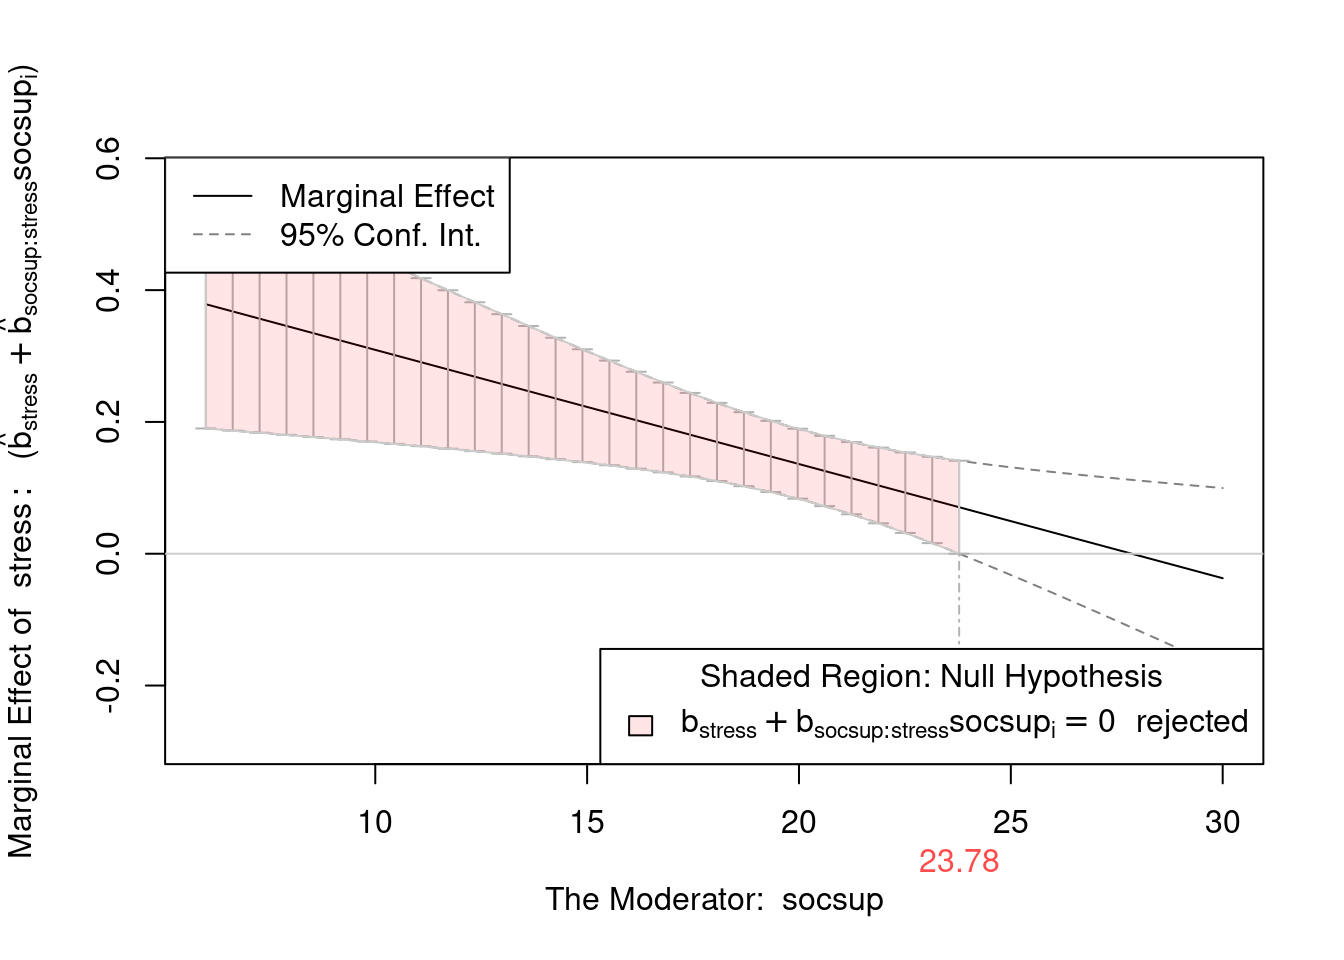 Marginal Effect of stress : (b̂stress + b̂socsup:stresssocsupi)
0.6
0.4
0.2
0.0
-0.2
Marginal Effect
95% Conf. Int.
Shaded Region: Null Hypothesis
bstress + bsocsup:stresssocsupi = 0 rejected
10 15 20 25 30
23.78
The Moderator: socsup